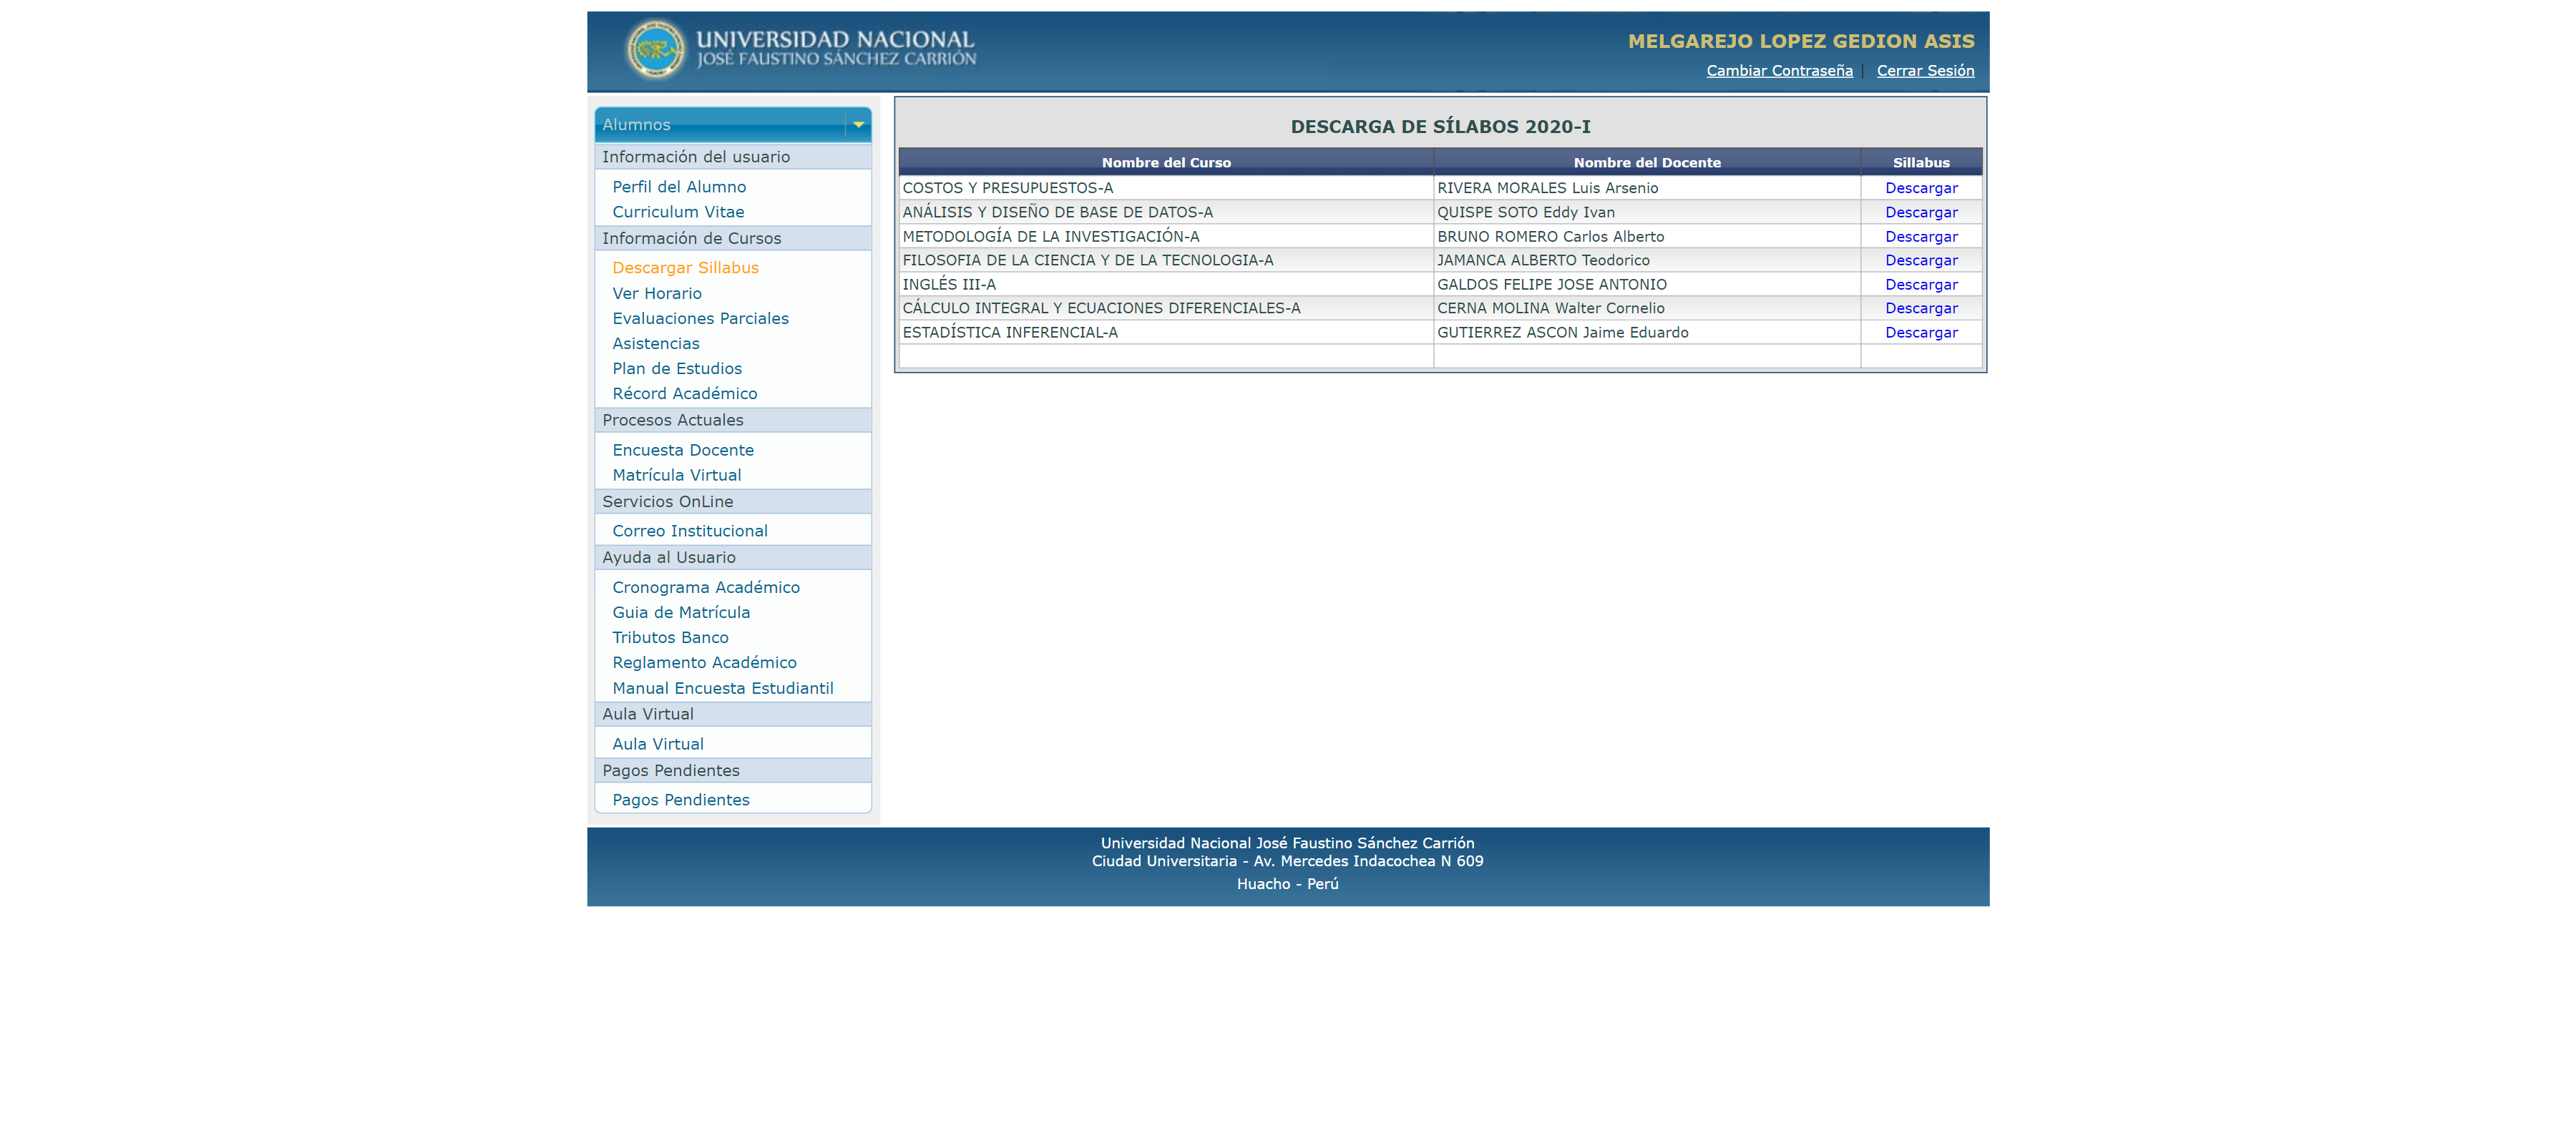 UNIVERSIDAD NACIONAL
JOSÉ FAUSTINO SÁNCHEZ CARRIÓN
MELGAREJO LOPEZ GEDION ASIS
Cambiar Contraseña | Cerrar Sesión
Alumnos
Información del usuario
Perfil del Alumno
Curriculum Vitae
Información de Cursos
Descargar Sillabus
Ver Horario
Evaluaciones Parciales
Asistencias
Plan de Estudios
Récord Académico
Procesos Actuales
Encuesta Docente
Matrícula Virtual
Servicios OnLine
Correo Institucional
Ayuda al Usuario
Cronograma Académico
Guia de Matrícula
Tributos Banco
Reglamento Académico
Manual Encuesta Estudiantil
Aula Virtual
Aula Virtual
Pagos Pendientes
Pagos Pendientes
DESCARGA DE SÍLABOS 2020-I
Nombre del Curso Nombre del Docente Sillabus
COSTOS Y PRESUPUESTOS-A RIVERA MORALES Luis Arsenio Descargar
ANÁLISIS Y DISEÑO DE BASE DE DATOS-A QUISPE SOTO Eddy Ivan Descargar
METODOLOGÍA DE LA INVESTIGACIÓN-A BRUNO ROMERO Carlos Alberto Descargar
FILOSOFIA DE LA CIENCIA Y DE LA TECNOLOGIA-A JAMANCA ALBERTO Teodorico Descargar
INGLÉS III-A GALDOS FELIPE JOSE ANTONIO Descargar
CÁLCULO INTEGRAL Y ECUACIONES DIFERENCIALES-A CERNA MOLINA Walter Cornelio Descargar
ESTADÍSTICA INFERENCIAL-A GUTIERREZ ASCON Jaime Eduardo Descargar
Universidad Nacional José Faustino Sánchez Carrión
Ciudad Universitaria - Av. Mercedes Indacochea N 609
Huacho - Perú